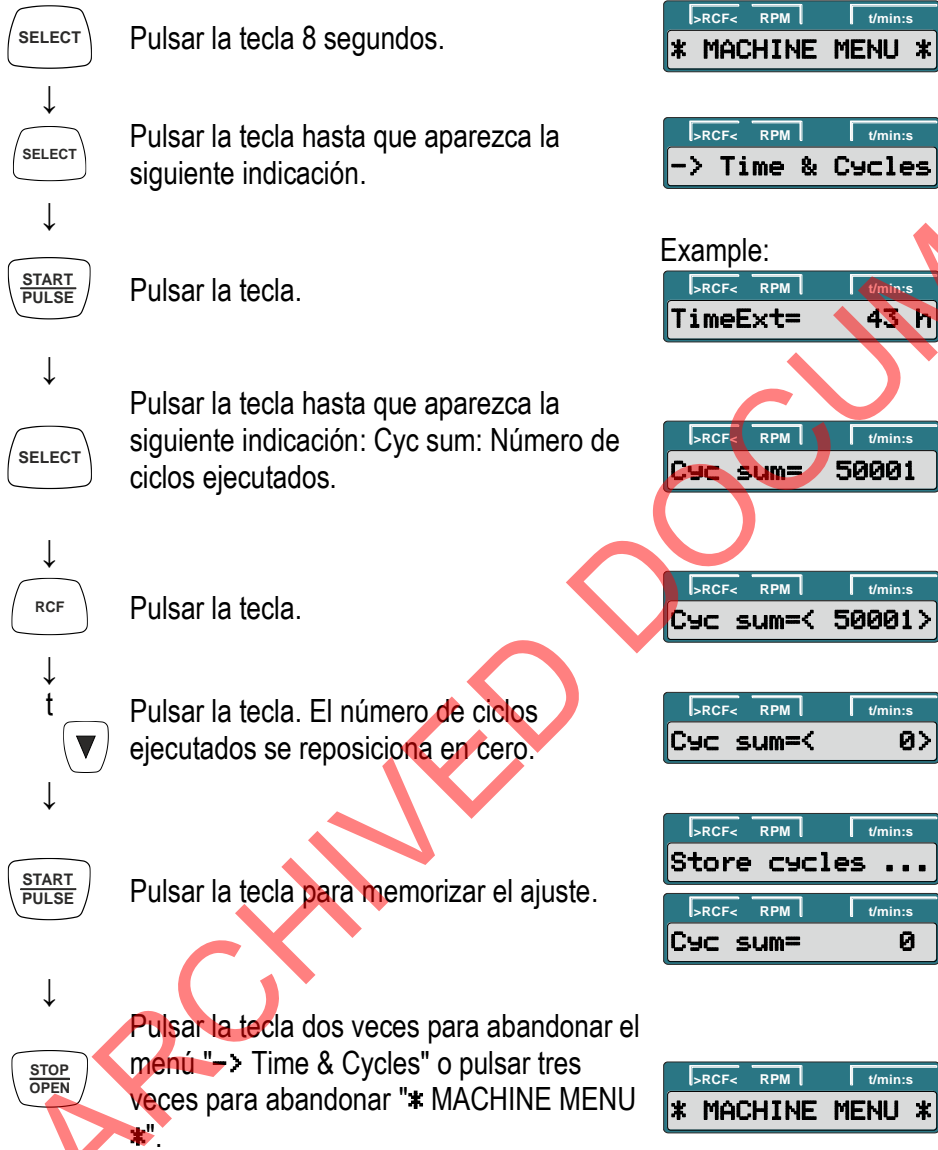 SELECT
Pulsar la tecla 8 segundos.
>RCF< RPM t/min:s
* MACHINE MENU *
↓
SELECT
Pulsar la tecla hasta que aparezca la
siguiente indicación.
>RCF< RPM t/min:s
-> Time & Cycles
↓
START
PULSE
Pulsar la tecla.
Example:
>RCF< RPM t/min:s
TimeExt= 43 h
↓
SELECT
Pulsar la tecla hasta que aparezca la
siguiente indicación: Cyc sum: Número de
ciclos ejecutados.
>RCF< RPM t/min:s
Cyc sum= 50001
↓
RCF
Pulsar la tecla.
>RCF< RPM t/min:s
Cyc sum=< 50001>
↓
t
▼
Pulsar la tecla. El número de ciclos
ejecutados se reposiciona en cero.
>RCF< RPM t/min:s
Cyc sum=< 0>
↓
START
PULSE
Pulsar la tecla para memorizar el ajuste.
>RCF< RPM t/min:s
Store cycles ...
>RCF< RPM t/min:s
Cyc sum= 0
↓
STOP
OPEN
Pulsar la tecla dos veces para abandonar el
menú "-> Time & Cycles" o pulsar tres
veces para abandonar "* MACHINE MENU
*".
>RCF< RPM t/min:s
* MACHINE MENU *
ARCHIVED DOCUM